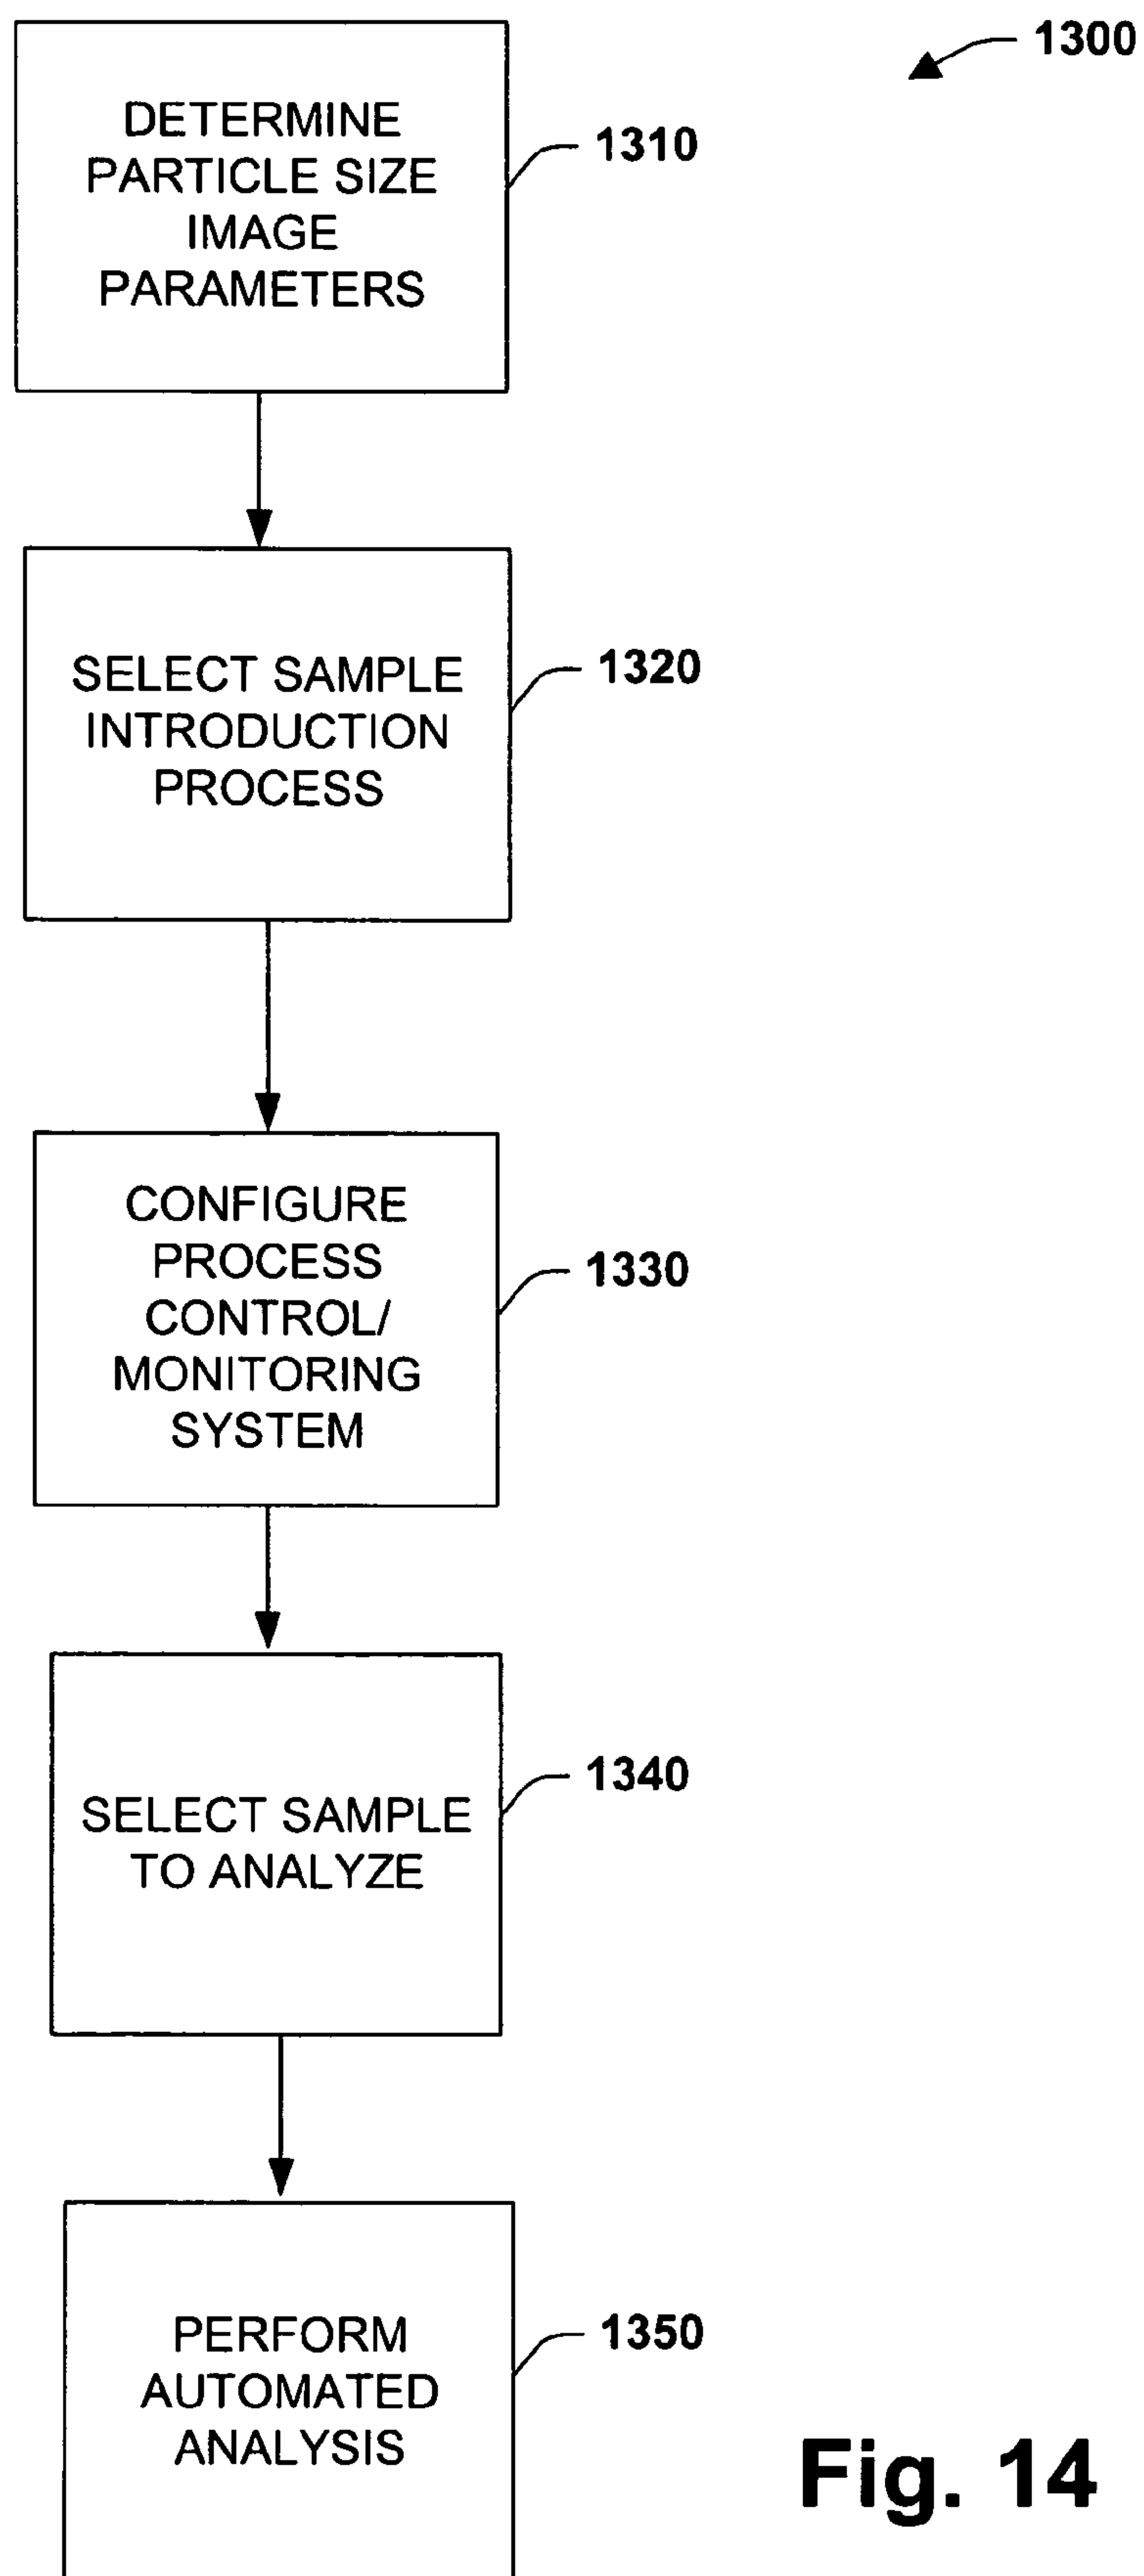 1300
DETERMINE
PARTICLE SIZE
IMAGE
PARAMETERS
1310
SELECT SAMPLE
INTRODUCTION
PROCESS
1320
CONFIGURE
PROCESS
CONTROL/
MONITORING
SYSTEM
1330
SELECT SAMPLE
TO ANALYZE
1340
PERFORM
AUTOMATED
ANALYSIS
1350
Fig. 14